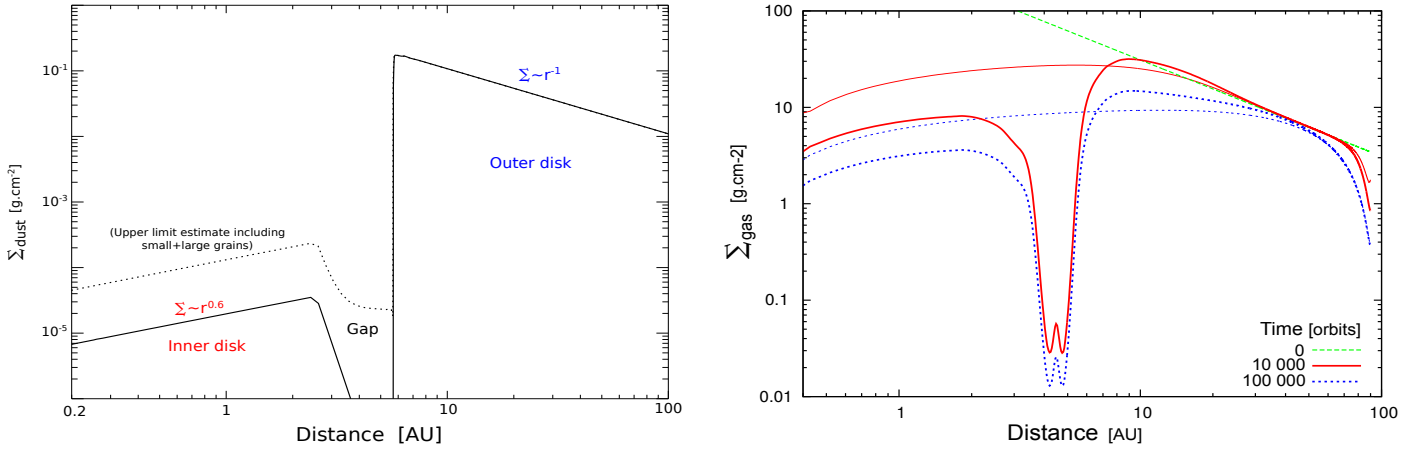 Σdust [g.cm⁻²]
10⁻¹
10⁻³
10⁻⁵
Σ~r⁻¹
Outer disk
(Upper limit estimate including
small+large grains)
Σ~r⁰·⁶
Inner disk
Gap
0.2
1
10
100
Distance [AU]
Σgas [g.cm-2]
100
10
1
0.1
0.01
Time [orbits]
0
10 000
100 000
1
10
100
Distance [AU]